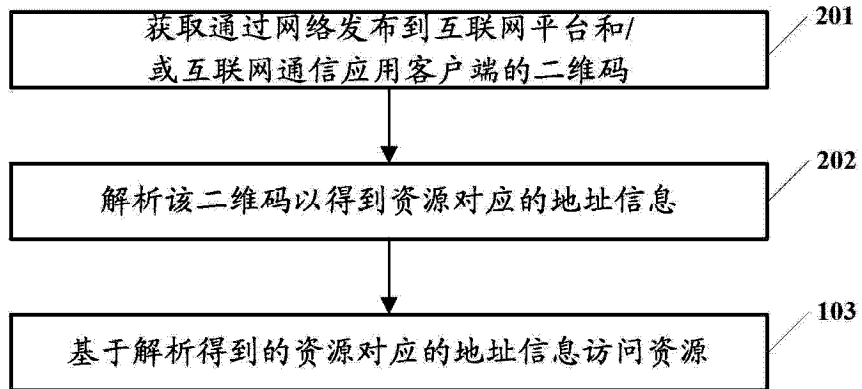 获取通过网络发布到互联网平台和/
或互联网通信应用客户端的二维码
201
解析该二维码以得到资源对应的地址信息
202
基于解析得到的资源对应的地址信息访问资源
103